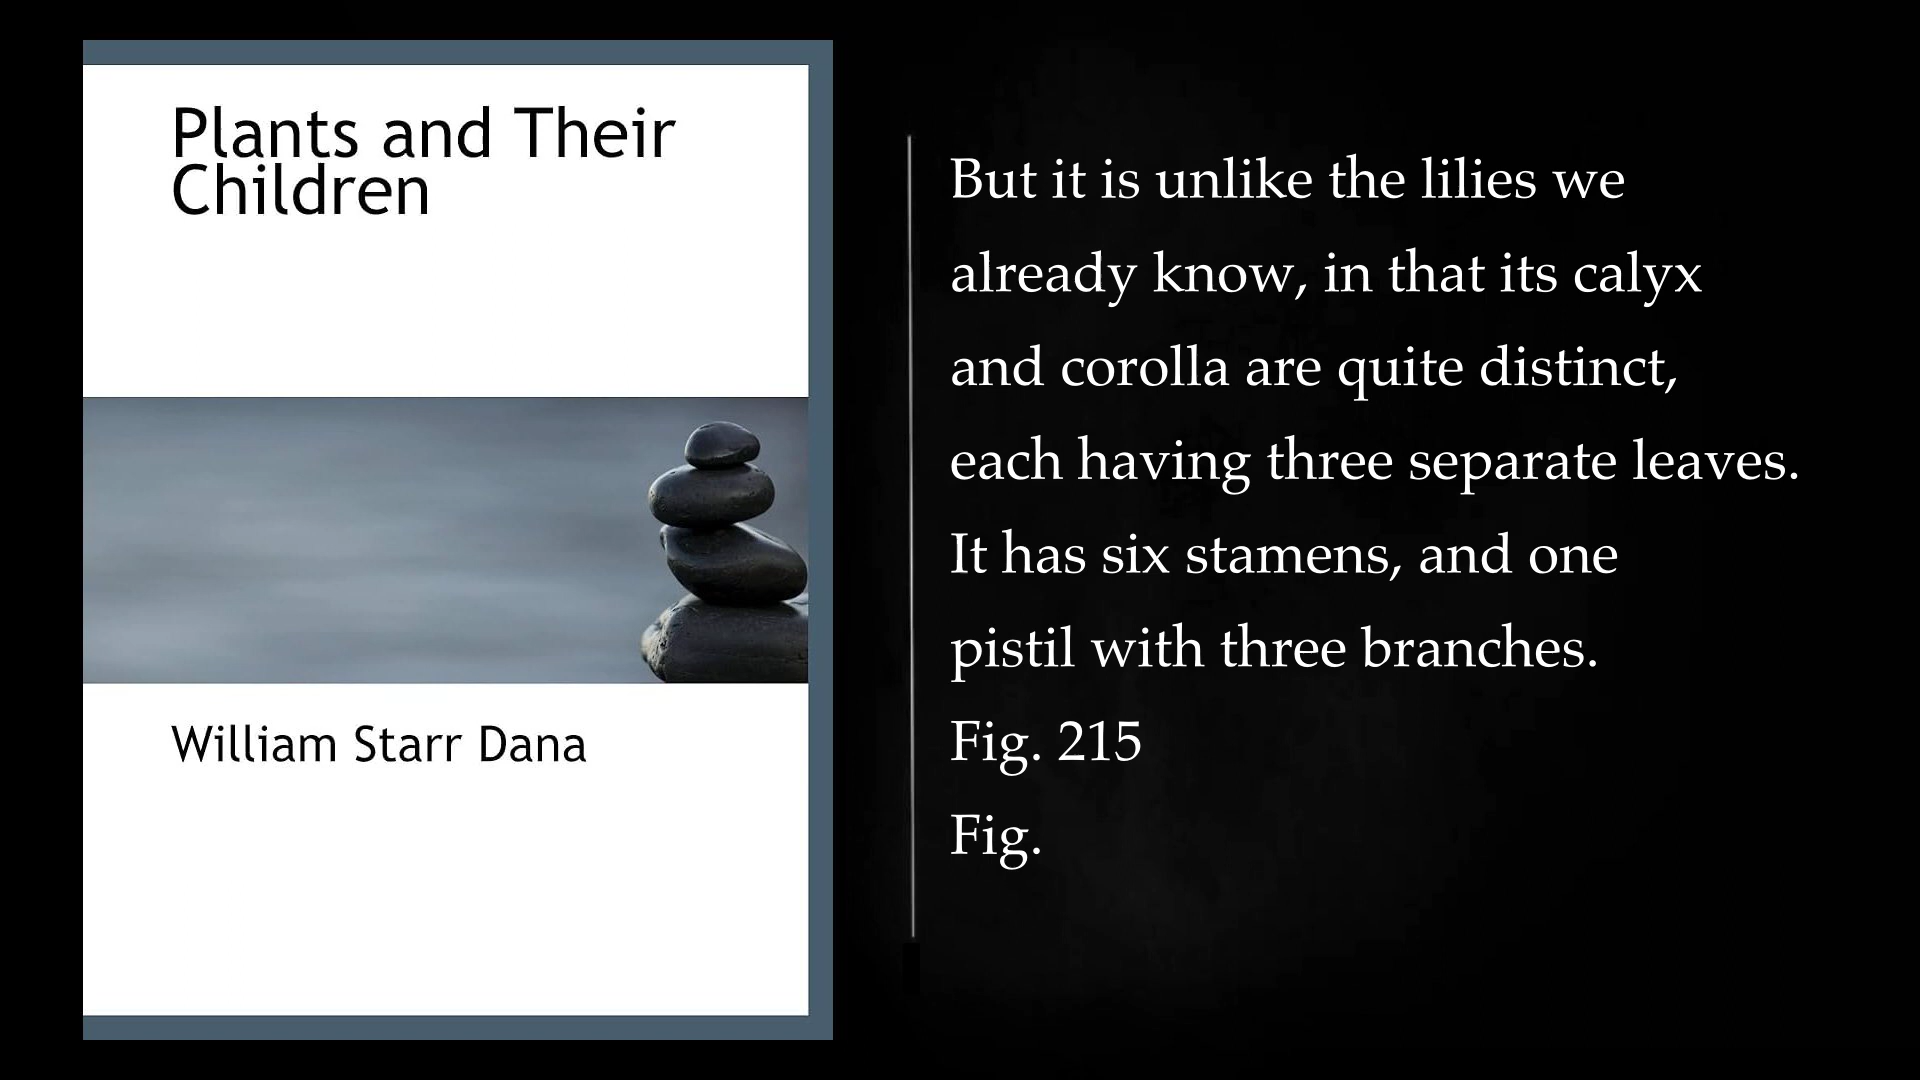 Plants and Their
Children
William Starr Dana
But it is unlike the lilies we
already know, in that its calyx
and corolla are quite distinct,
each having three separate leaves.
It has six stamens, and one
pistil with three branches.
Fig. 215
Fig.